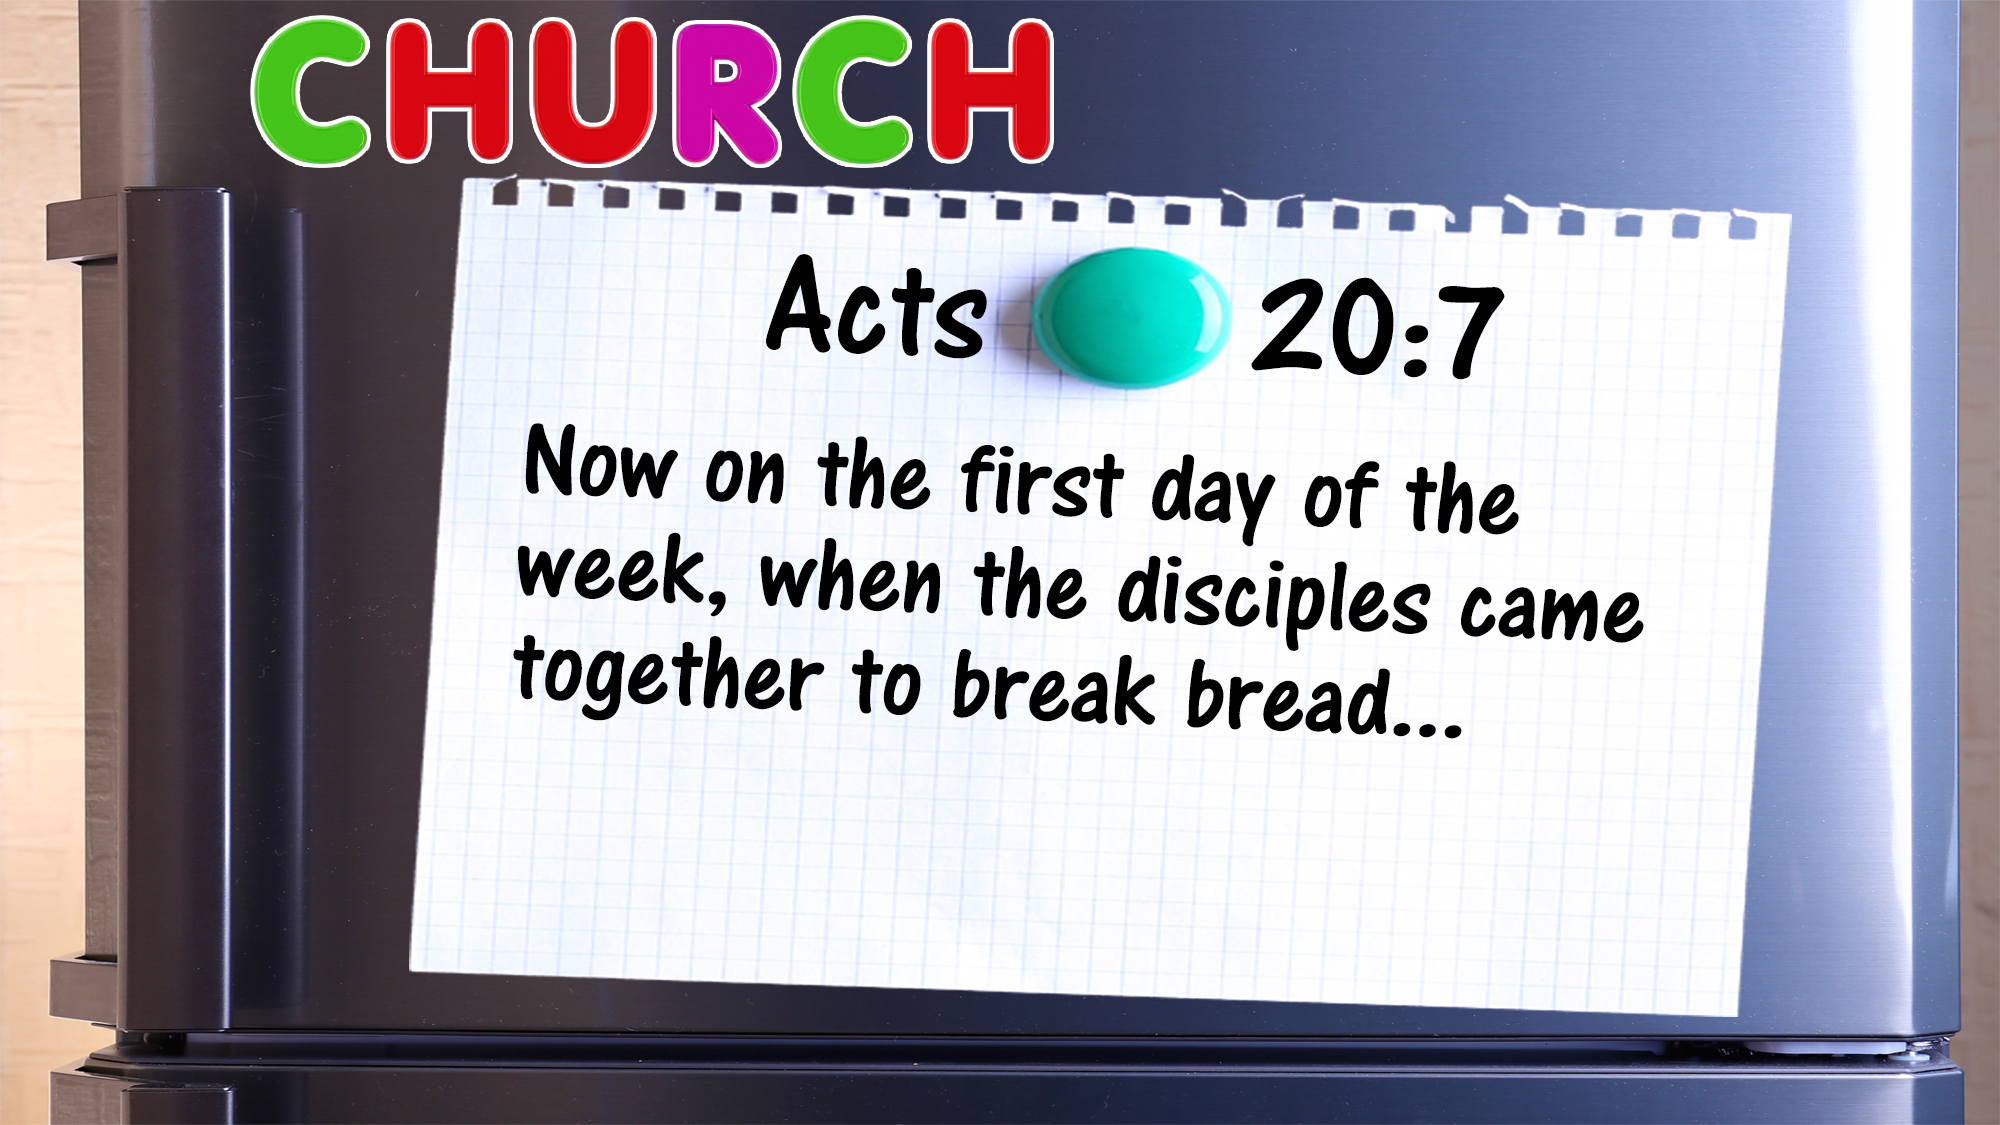 CHURCH
Acts 20:7
Now on the first day of the
week, when the disciples came
together to break bread...